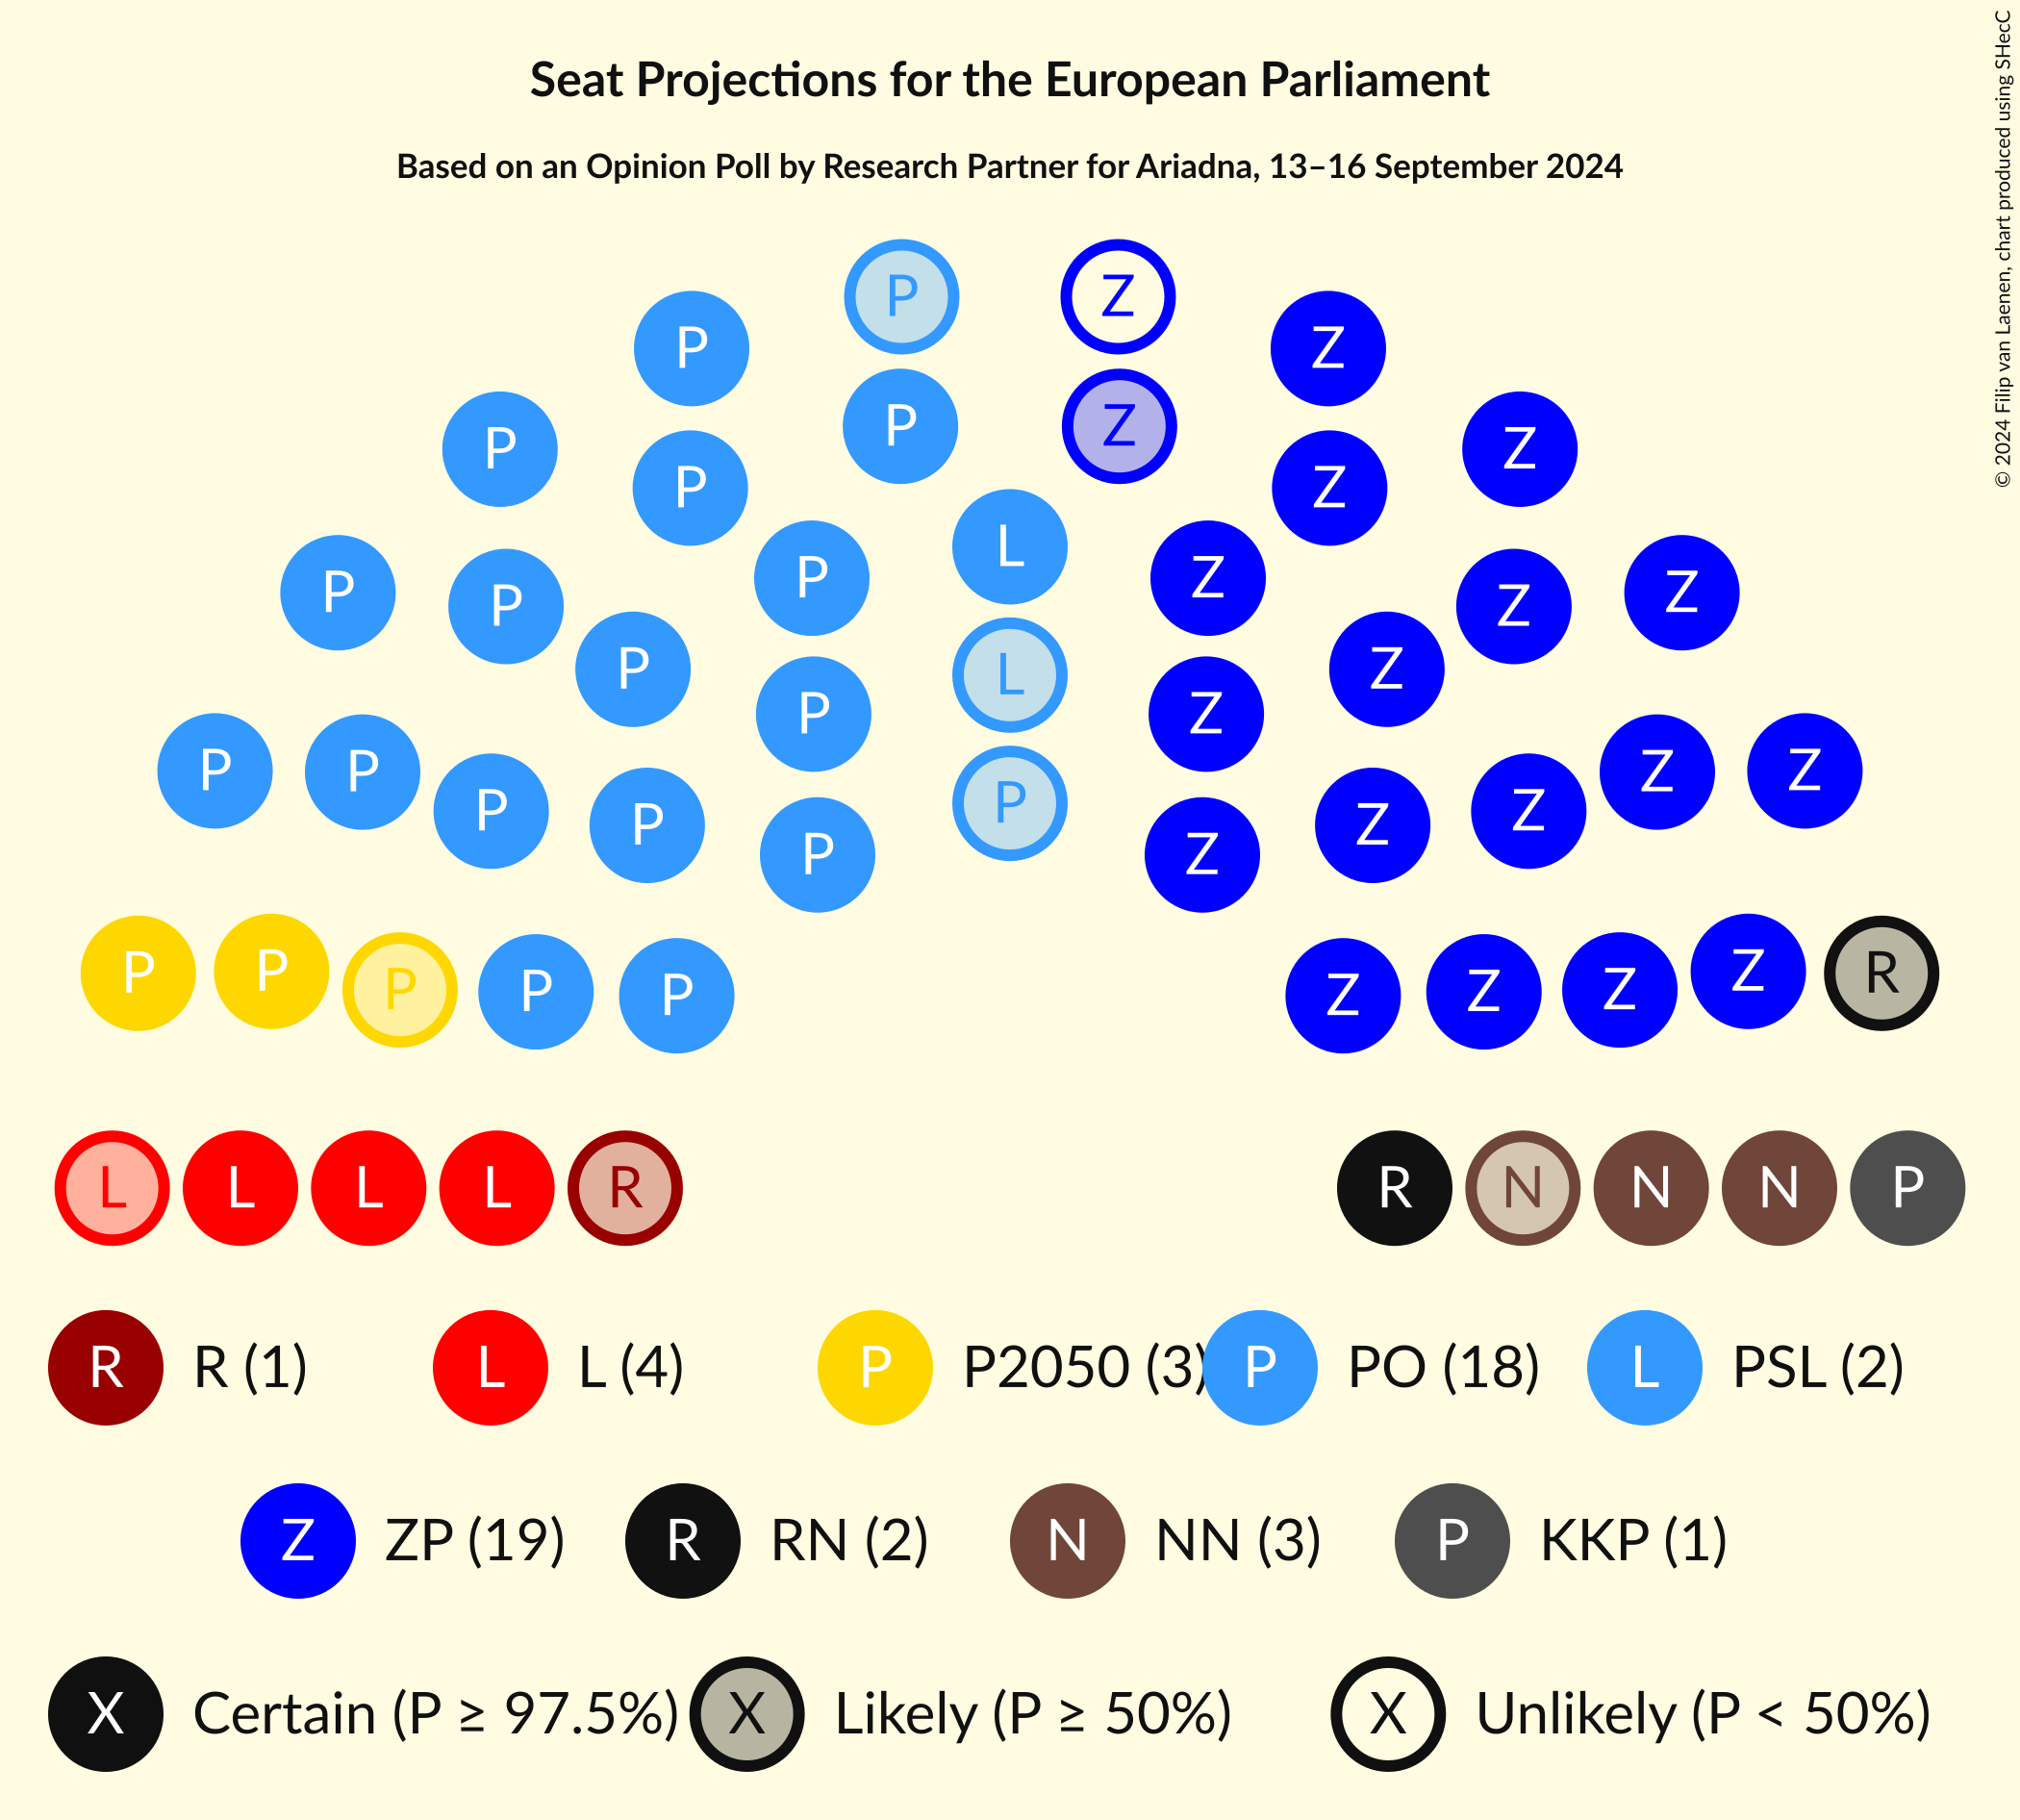 Seat Projections for the European Parliament
Based on an Opinion Poll by Research Partner for Ariadna, 13–16 September 2024
© 2024 Filip van Laenen, chart produced using SHecC
P Z
P Z
P Z
P Z
P Z
P Z
L
P Z
P Z
P Z
P Z
L
P Z
P Z
P P Z Z
P
P P Z Z
P Z
P P P P P Z Z Z Z R
L L L L R R N N N P
R R (1) L L (4) P P2050 (3) P PO (18) L PSL (2)
Z ZP (19) R RN (2) N NN (3) P KKP (1)
X Certain (P ≥ 97.5%) X Likely (P ≥ 50%) X Unlikely (P < 50%)